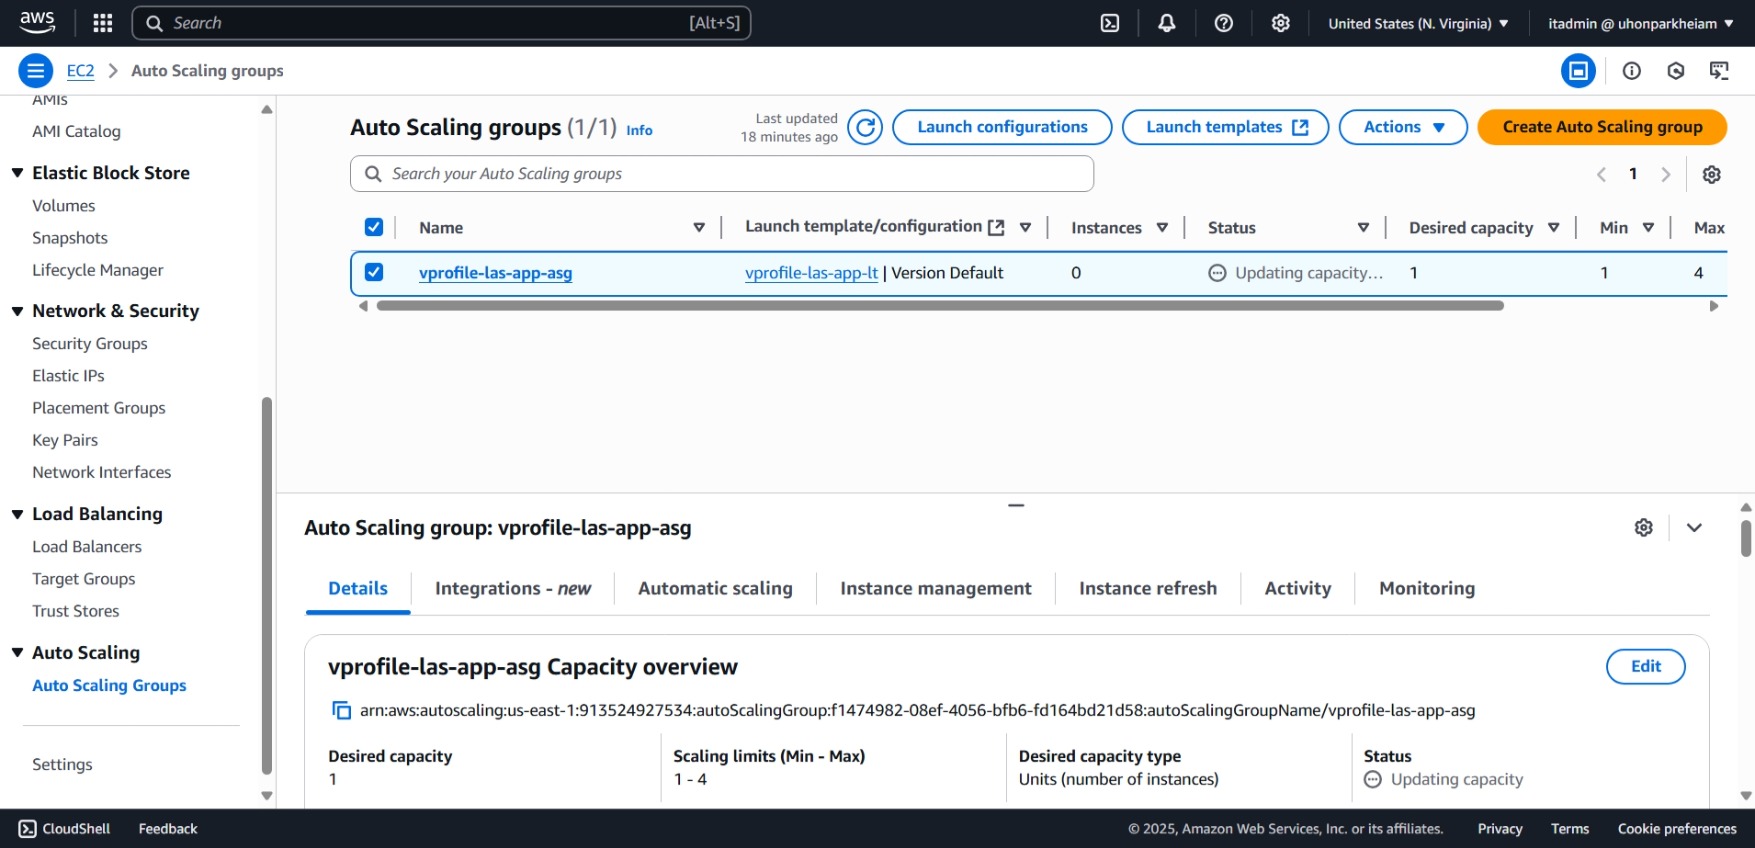 aws
Search [Alt+S]
United States (N. Virginia)
itadmin @ uhonparkheiam
EC2
Auto Scaling groups
AMIs
AMI Catalog
Elastic Block Store
Volumes
Snapshots
Lifecycle Manager
Network & Security
Security Groups
Elastic IPs
Placement Groups
Key Pairs
Network Interfaces
Load Balancing
Load Balancers
Target Groups
Trust Stores
Auto Scaling
Auto Scaling Groups
Settings
Auto Scaling groups (1/1) Info
Last updated
18 minutes ago
Launch configurations
Launch templates
Actions
Create Auto Scaling group
Search your Auto Scaling groups
1
Name Launch template/configuration Instances Status Desired capacity Min Max
vprofile-las-app-asg vprofile-las-app-lt | Version Default 0 Updating capacity... 1 1 4
Auto Scaling group: vprofile-las-app-asg
Details Integrations - new Automatic scaling Instance management Instance refresh Activity Monitoring
vprofile-las-app-asg Capacity overview
Edit
arn:aws:autoscaling:us-east-1:913524927534:autoScalingGroup:f1474982-08ef-4056-bfb6-fd164bd21d58:autoScalingGroupName/vprofile-las-app-asg
Desired capacity Scaling limits (Min - Max) Desired capacity type Status
1 1 - 4 Units (number of instances) Updating capacity
CloudShell Feedback © 2025, Amazon Web Services, Inc. or its affiliates. Privacy Terms Cookie preferences